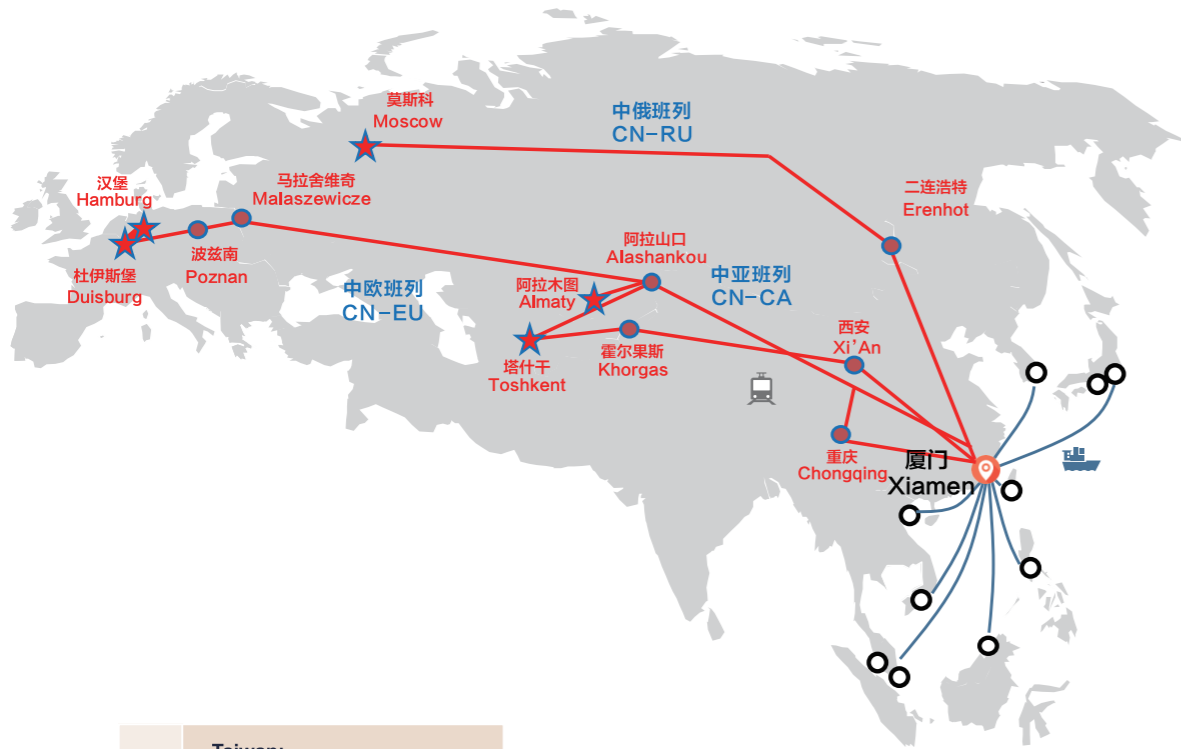 莫斯科
Moscow
中俄班列
CN-RU
汉堡
Hamburg
马拉舍维奇
Malaszewicze
二连浩特
Erenhot
杜伊斯堡
Duisburg
波兹南
Poznan
中欧班列
CN-EU
阿拉山口
Alashankou
阿拉木图
Almaty
中亚班列
CN-CA
塔什干
Toshkent
霍尔果斯
Khorgas
西安
Xi'An
重庆
Chongqing
厦门
Xiamen
Taiwan: